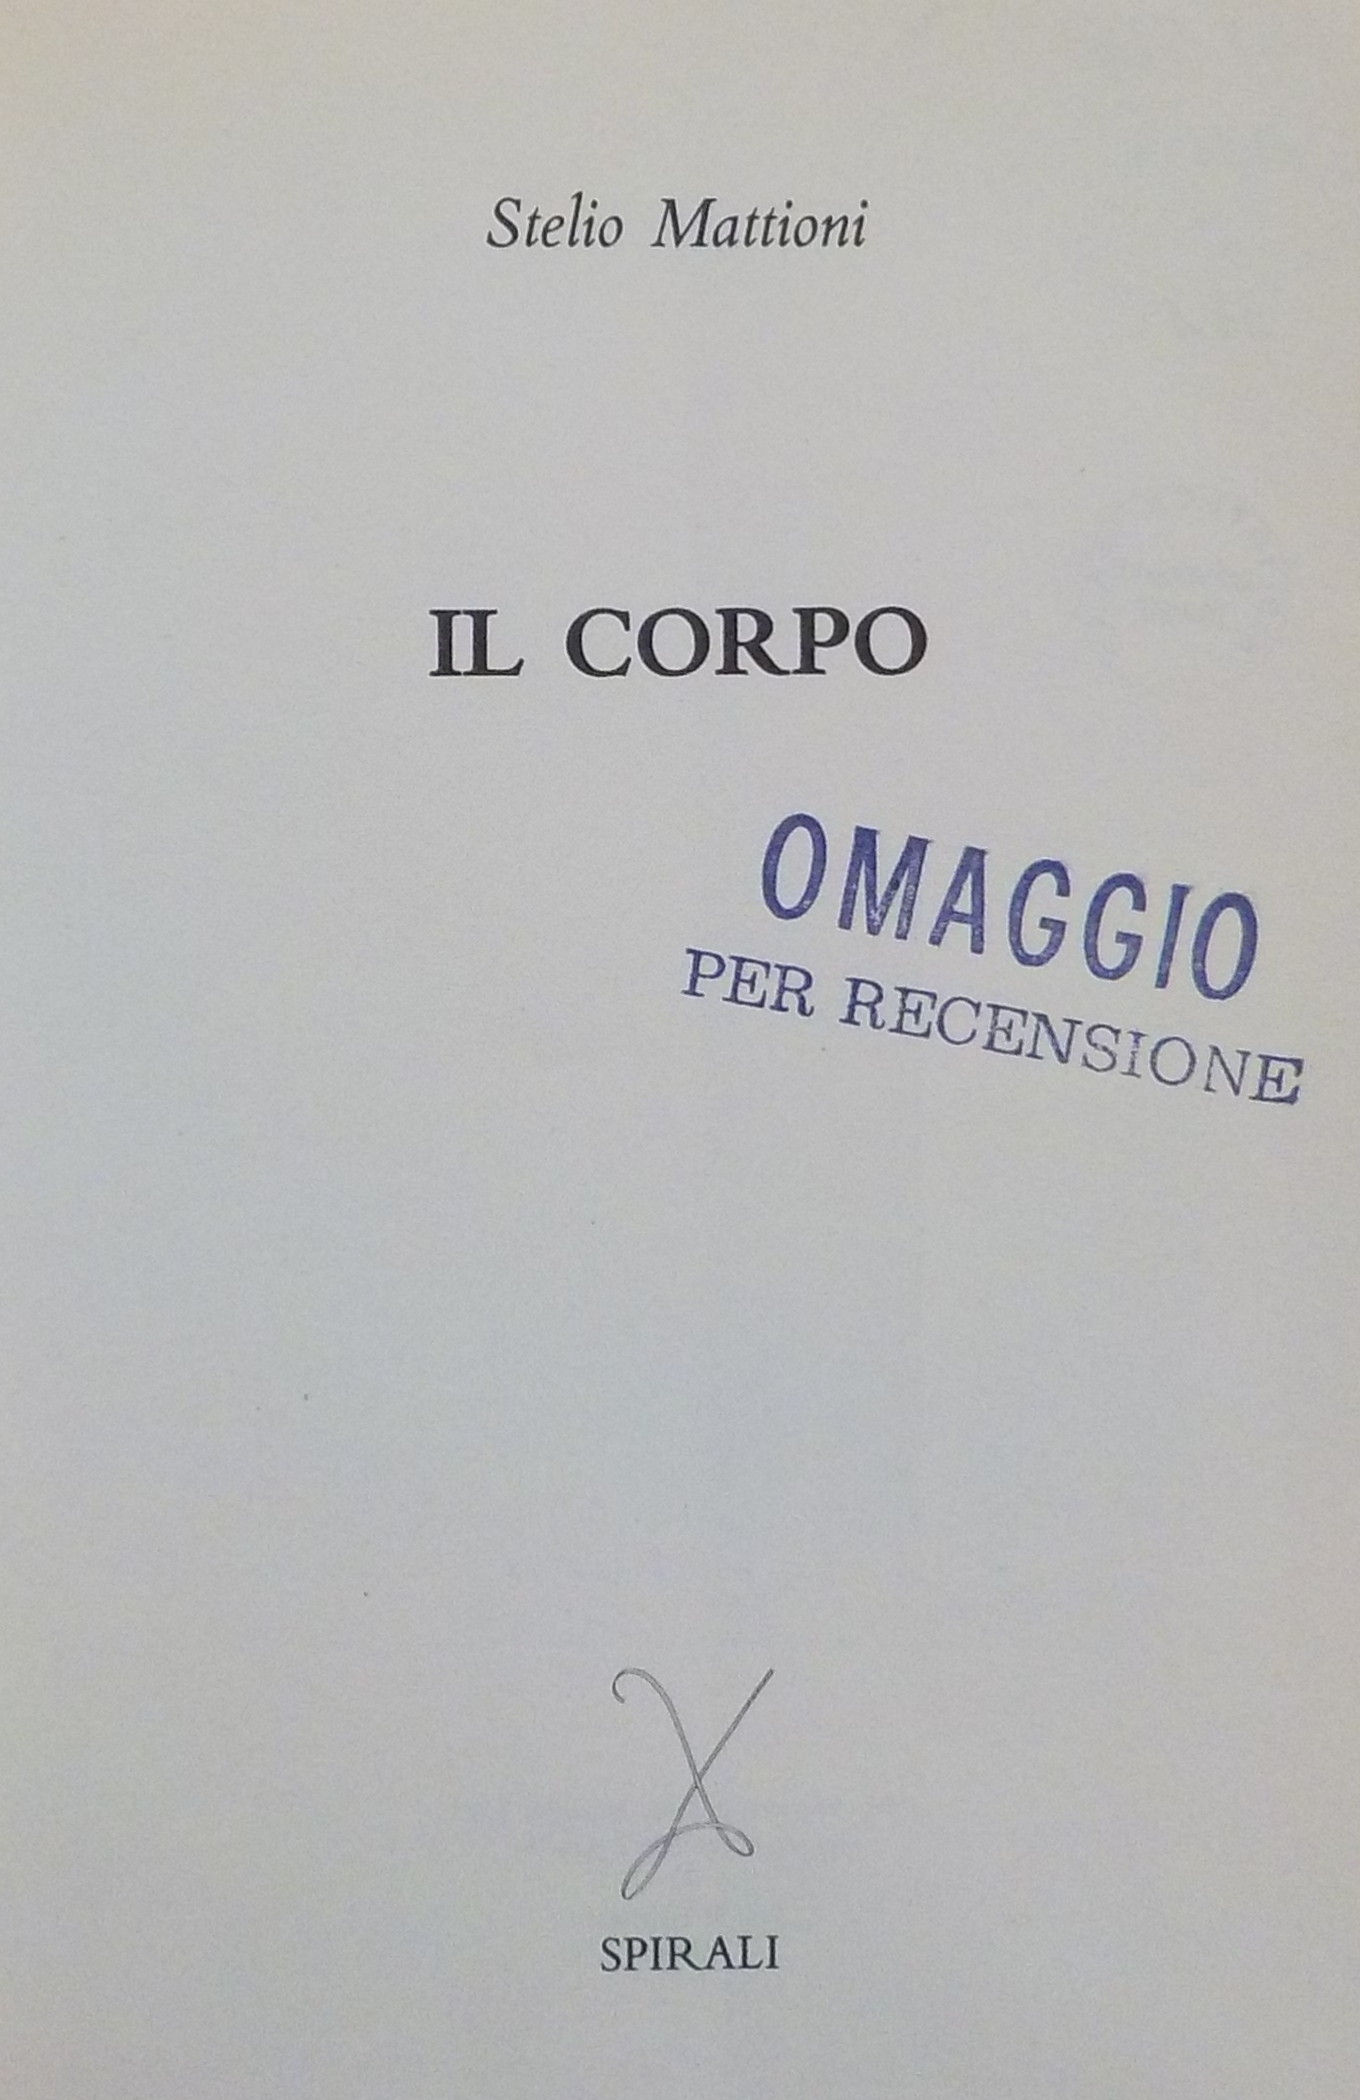 Stelio Mattioni
IL CORPO
OMAGGIO
PER RECENSIONE
SPIRALI